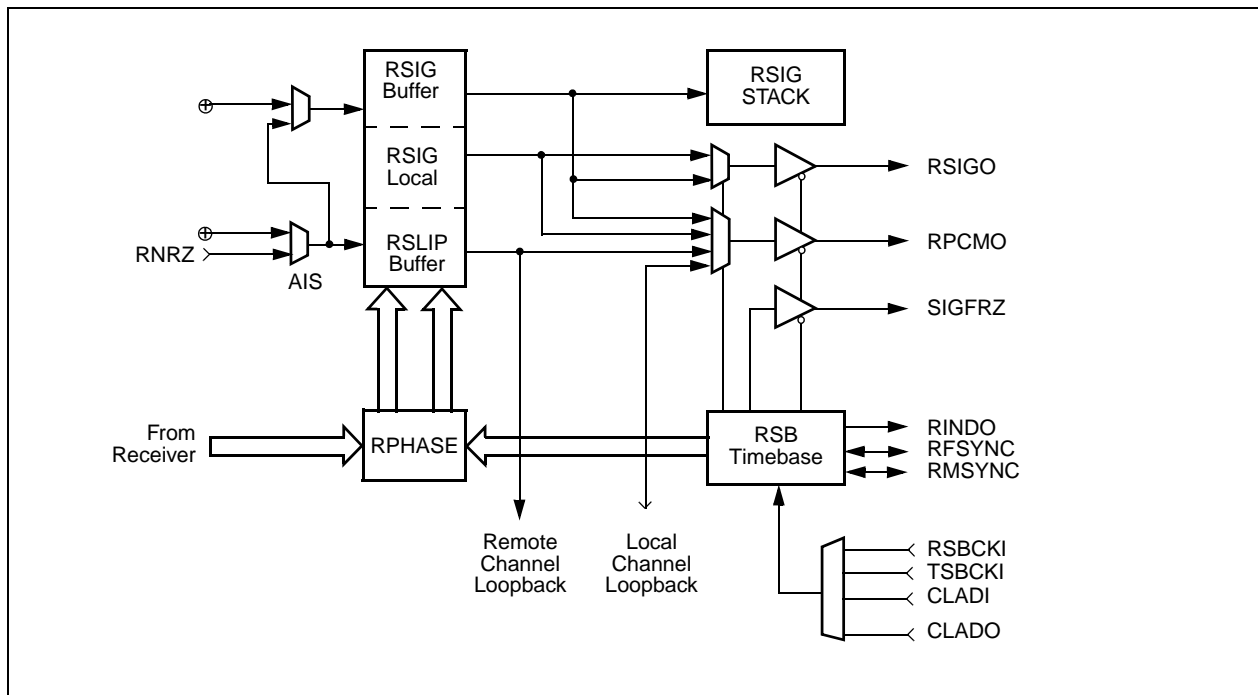 RSIG
Buffer
RSIG
STACK
RSIG
Local
RSIGO
RNRZ
AIS
RSLIP
Buffer
RPCMO
SIGFRZ
From
Receiver
RPHASE
RSB
Timebase
RINDO
RFSYNC
RMSYNC
Remote
Channel
Loopback
Local
Channel
Loopback
RSBCKI
TSBCKI
CLADI
CLADO